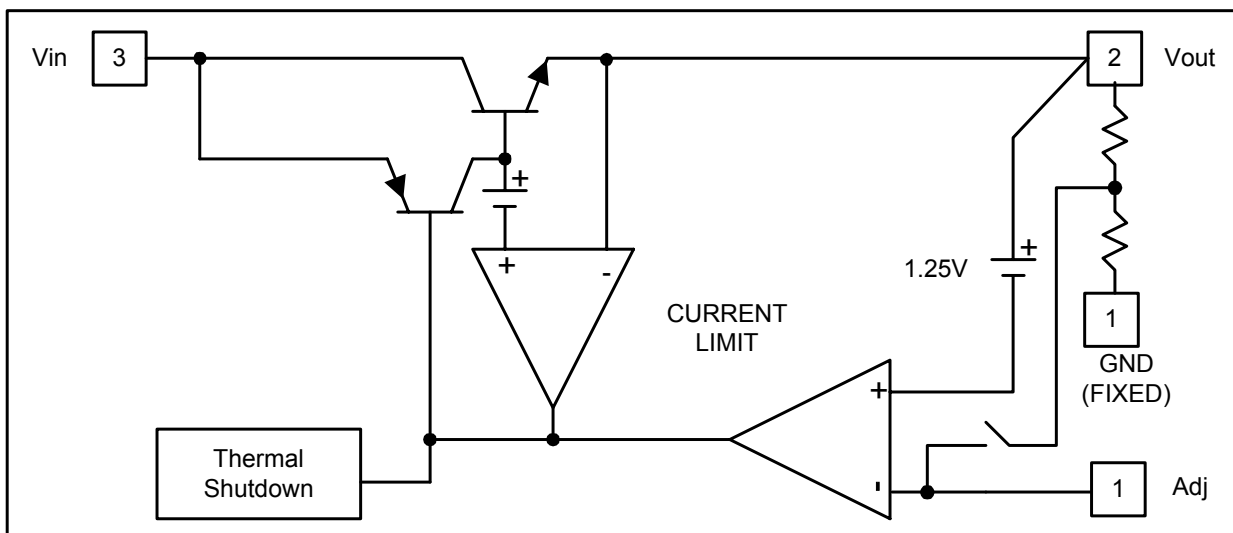 Vin
3
2
Vout
+
+
-
1.25V
+
CURRENT
LIMIT
1
GND
(FIXED)
+
Thermal
Shutdown
-
1
Adj